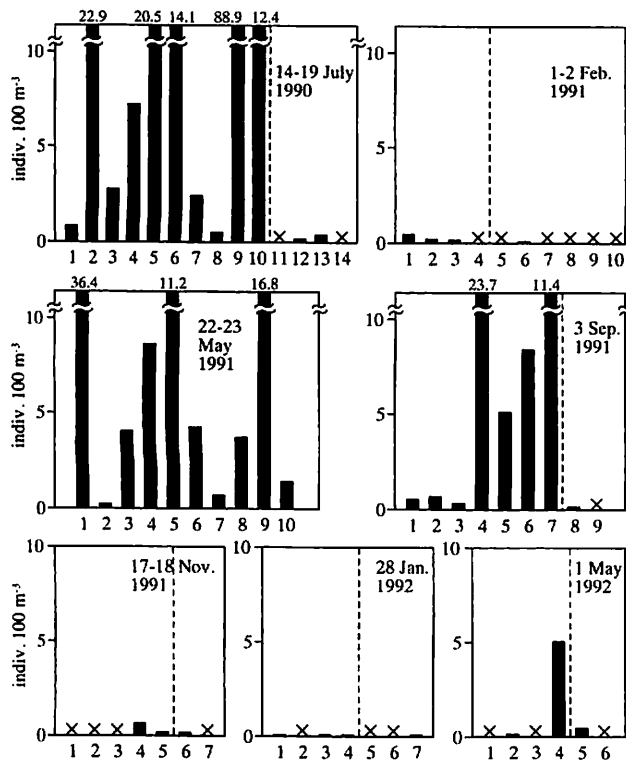 22.9 20.5 14.1 88.9 12.4
10
5
0
indiv. 100 m⁻³
14-19 July
1990
× ×
1 2 3 4 5 6 7 8 9 10 11 12 13 14
10
5
0
1-2 Feb.
1991
× × × × × ×
1 2 3 4 5 6 7 8 9 10
36.4 11.2 16.8
10
5
0
indiv. 100 m⁻³
22-23
May
1991
1 2 3 4 5 6 7 8 9 10
23.7 11.4
10
5
0
3 Sep.
1991
×
1 2 3 4 5 6 7 8 9
10
5
0
indiv. 100 m⁻³
17-18 Nov.
1991
× × × ×
1 2 3 4 5 6 7
10
5
0
28 Jan.
1992
× × ×
1 2 3 4 5 6 7
10
5
0
1 May
1992
× × ×
1 2 3 4 5 6